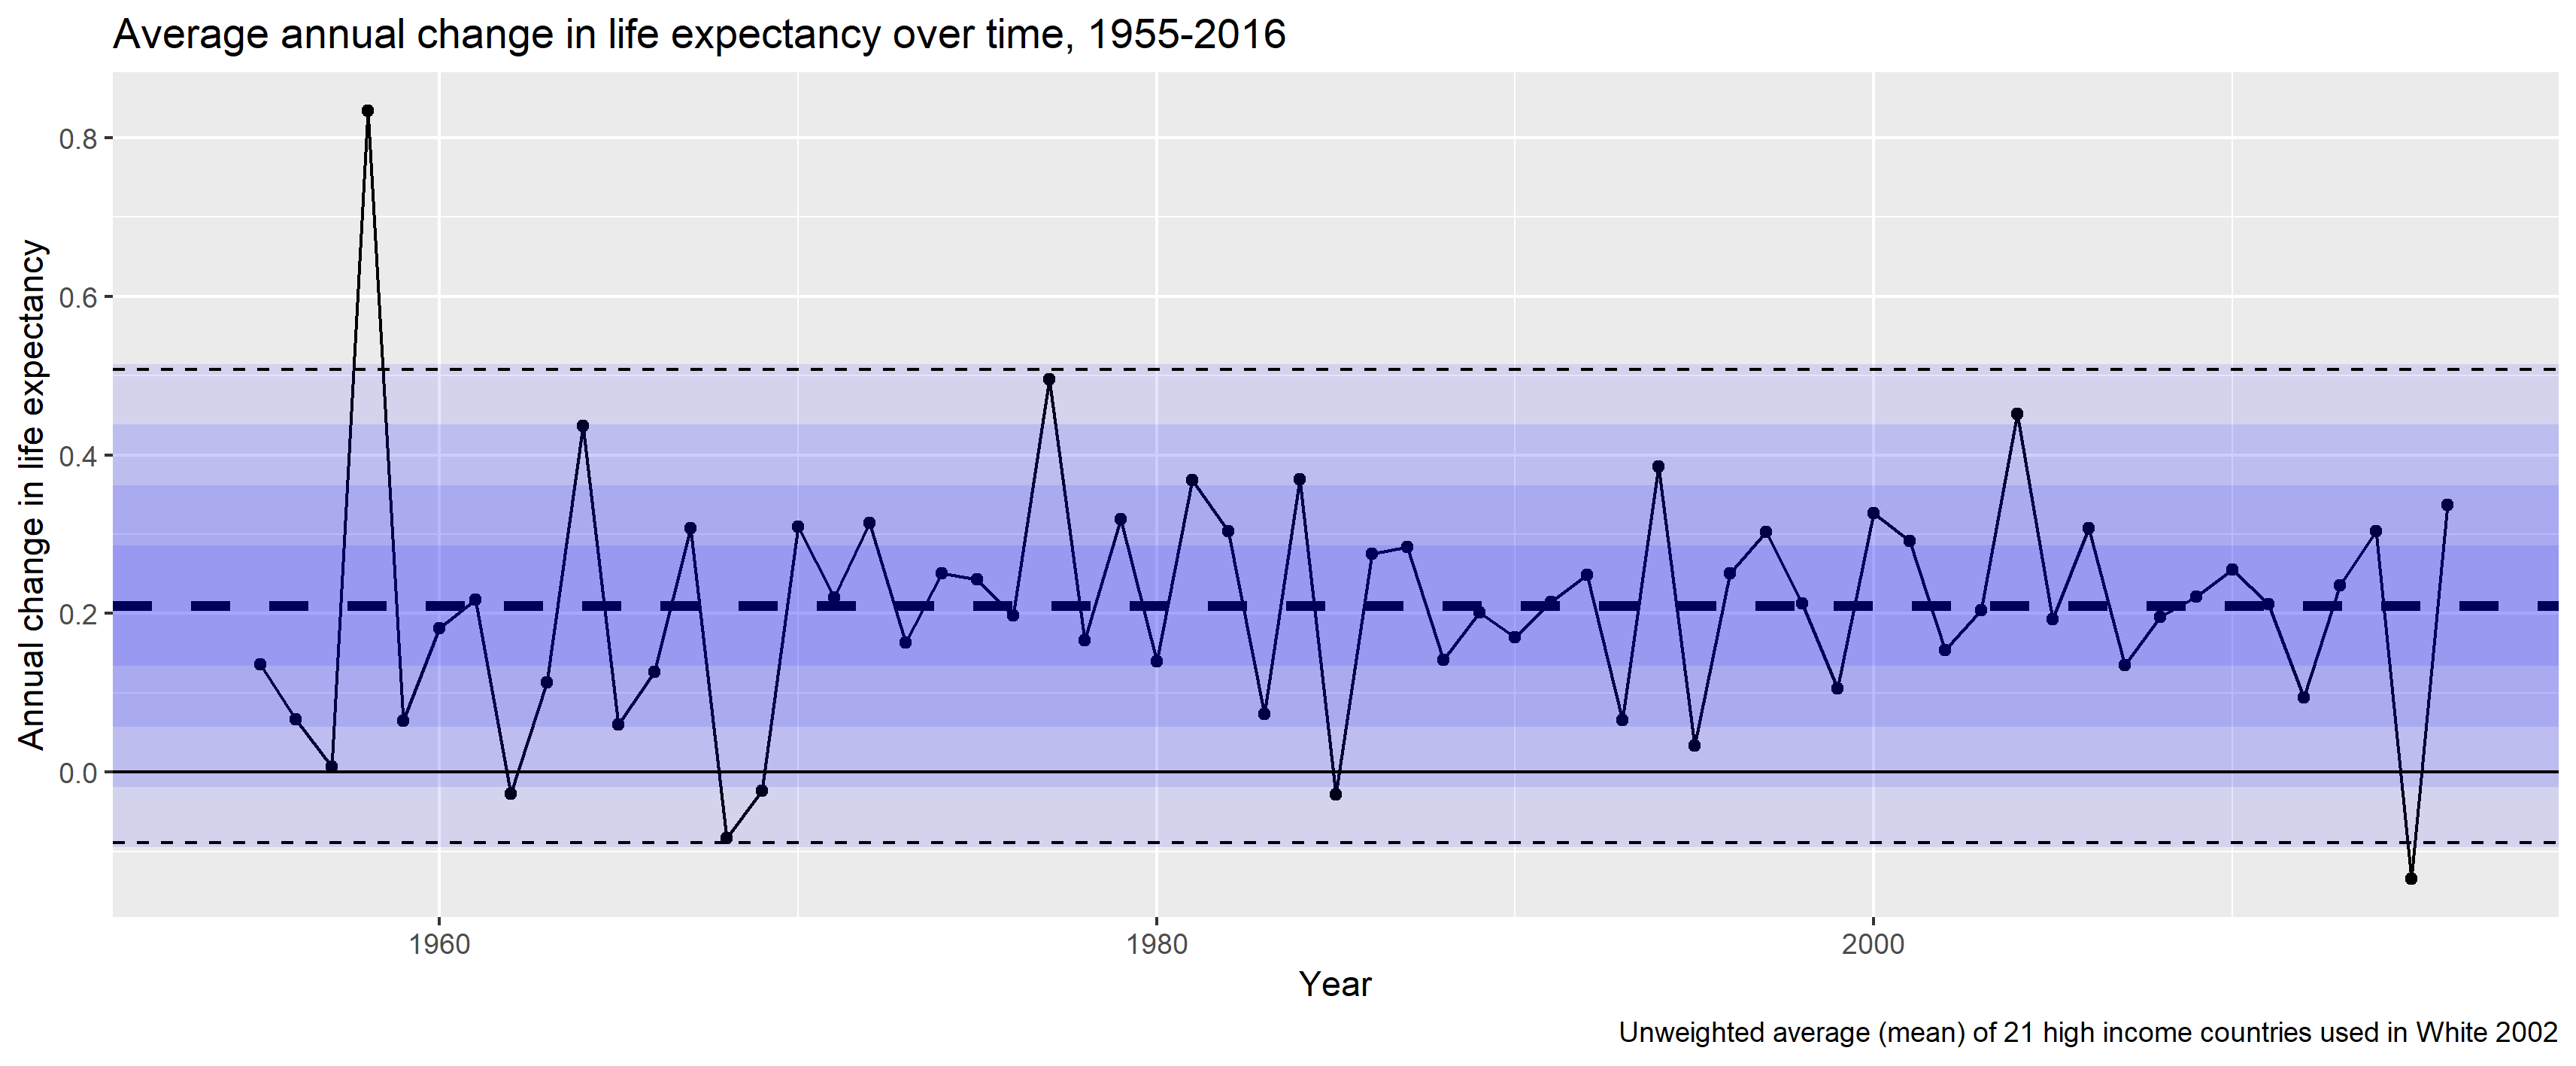 Average annual change in life expectancy over time, 1955-2016
Annual change in life expectancy
0.8
0.6
0.4
0.2
0.0
1960
1980
2000
Year
Unweighted average (mean) of 21 high income countries used in White 2002